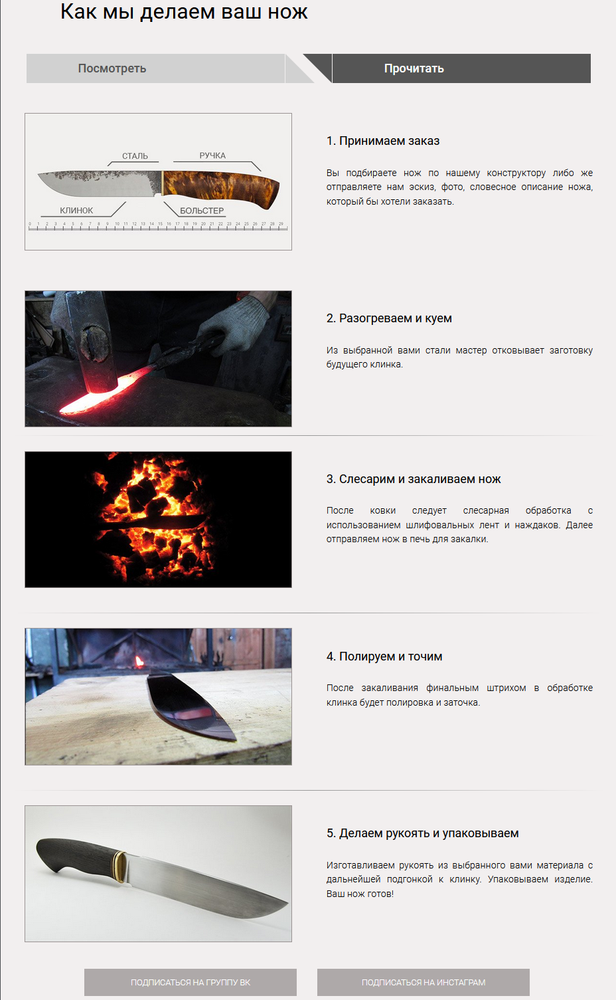 Как мы делаем ваш нож
Посмотреть
Прочитать
СТАЛЬ
РУЧКА
КЛИНОК
БОЛЬСТЕР
0 1 2 3 4 5 6 7 8 9 10 11 12 13 14 15 16 17 18 19 20 21 22 23 24 25 26 27 28 29
1. Принимаем заказ
Вы подбираете нож по нашему конструктору либо же
отправляете нам эскиз, фото, словесное описание ножа,
который бы хотели заказать.
2. Разогреваем и куем
Из выбранной вами стали мастер отковывает заготовку
будущего клинка.
3. Слесарим и закаливаем нож
После ковки следует слесарная обработка с
использованием шлифовальных лент и наждаков. Далее
отправляем нож в печь для закалки.
4. Полируем и точим
После закаливания финальным штрихом в обработке
клинка будет полировка и заточка.
5. Делаем рукоять и упаковываем
Изготавливаем рукоять из выбранного вами материала с
дальнейшей подгонкой к клинку. Упаковываем изделие.
Ваш нож готов!
ПОДПИСАТЬСЯ НА ГРУППУ ВК
ПОДПИСАТЬСЯ НА ИНСТАГРАМ